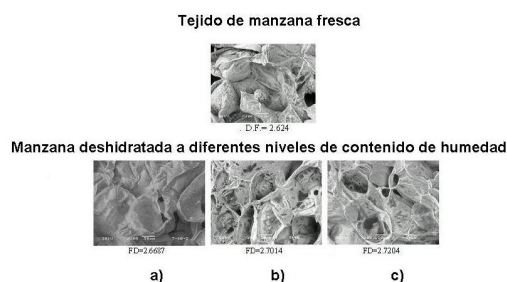 Tejido de manzana fresca
. D.F.= 2.624
Manzana deshidratada a diferentes niveles de contenido de humedad
FD=2.6687
FD=2.7014
FD=2.7204
a)
b)
c)